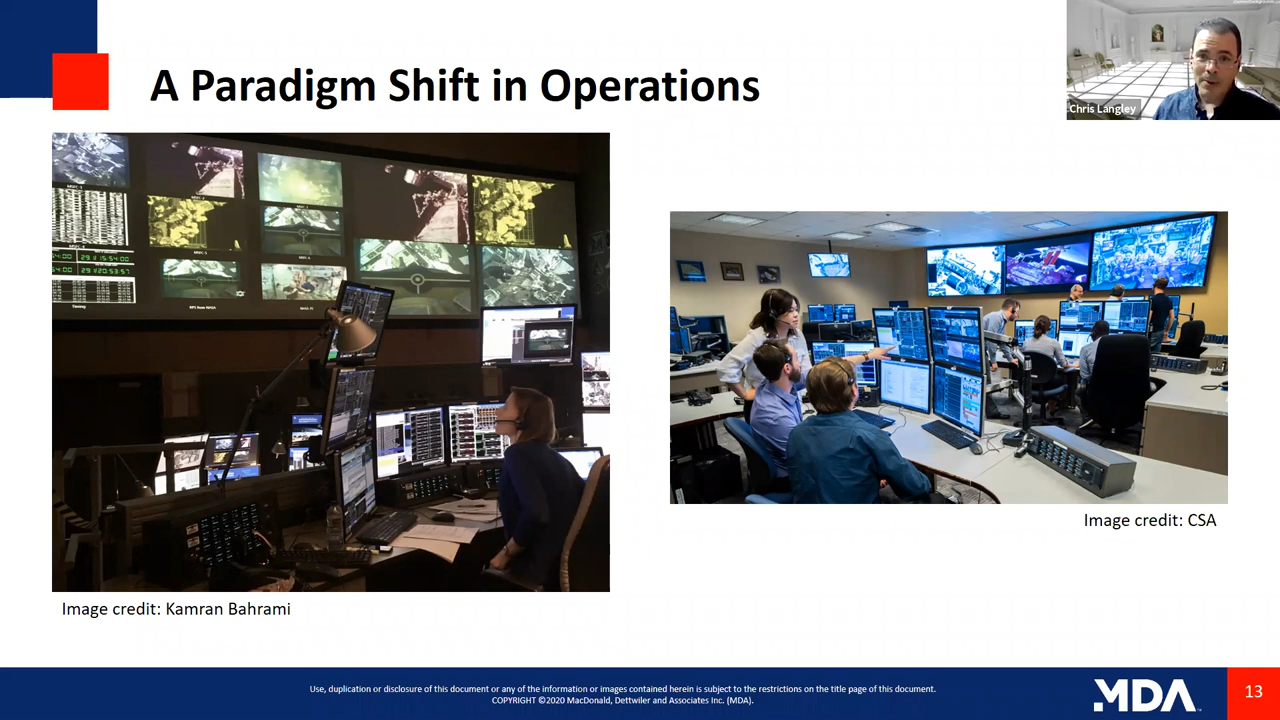 A Paradigm Shift in Operations
Chris Langley
Image credit: CSA
Image credit: Kamran Bahrami
Use, duplication or disclosure of this document or any of the information or images contained herein is subject to the restrictions on the title page of this document.
COPYRIGHT ©2020 MacDonald, Dettwiler and Associates Inc. (MDA).
MDA
13